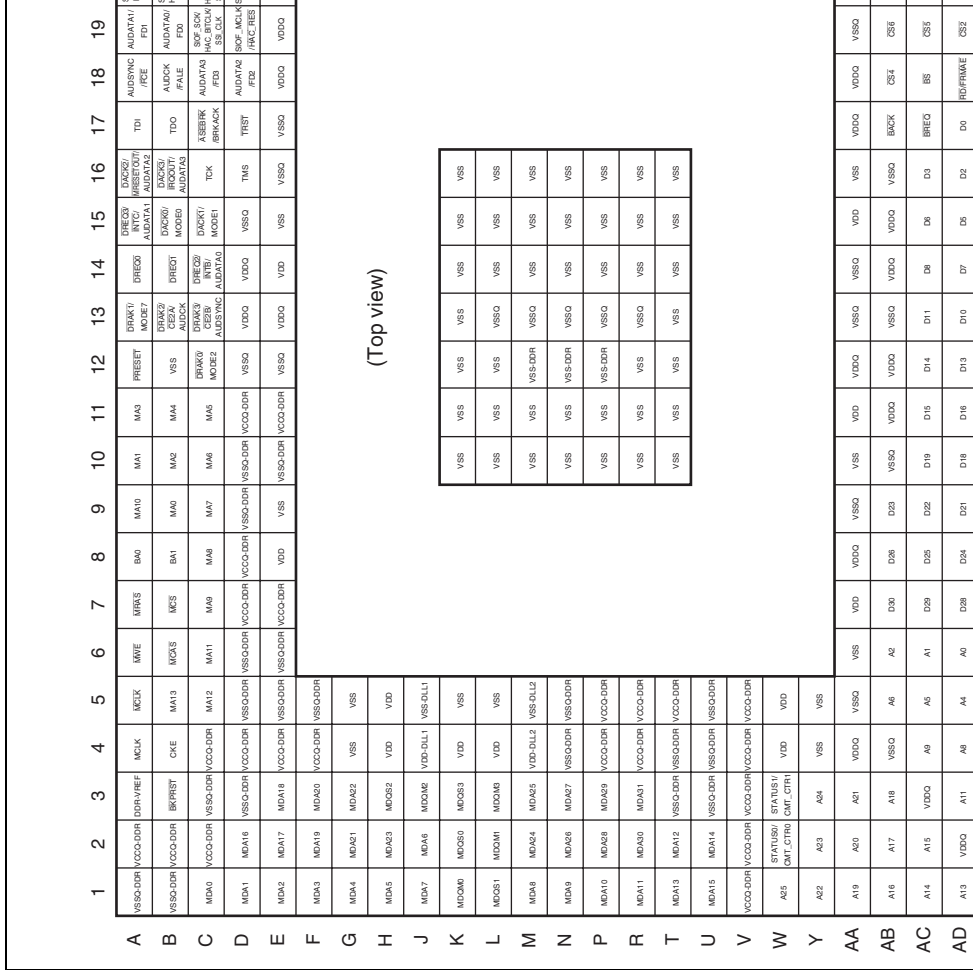 1 2 3 4 5 6 7 8 9 10 11 12 13 14 15 16 17 18 19
A VSSQ-DDR VCCQ-DDR DDR-VREF MCLK MCLK MWE MRAS BA0 MA10 MA1 MA3 PRESET DRAK1/MODE7 DREQ0 DREQ3/INTC/AUDATA1 DACK2/MRESETOUT/AUDATA2 TDI AUDSYNC/FCE AUDATA1/FD1
B VSSQ-DDR VCCQ-DDR BKPRST CKE MA13 MCAS MCS BA1 MA0 MA2 MA4 VSS DRAK2/CE2A/AUDCK DREQ1 DACK0/MODE0 DACK3/IRQOUT/AUDATA3 TDO AUDCK/FALE AUDATA0/FD0
C MDA0 VCCQ-DDR VSSQ-DDR VCCQ-DDR MA12 MA11 MA9 MA8 MA7 MA6 MA5 DRAK0/MODE2 DRAK3/CE2B/AUDSYNC DREQ2/INTB/AUDATA0 DACK1/MODE1 TCK ASEBRK/BRKACK AUDATA3/FD3 SIOF_SCK/HAC_BITCLK/SSI_CLK
D MDA1 MDA16 VSSQ-DDR VCCQ-DDR VSSQ-DDR VSSQ-DDR VCCQ-DDR VCCQ-DDR VSSQ-DDR VSSQ-DDR VCCQ-DDR VSSQ VDDQ VDDQ VSSQ TMS TRST AUDATA2/FD2 SIOF_MCLK/HAC_RES
E MDA2 MDA17 MDA18 VCCQ-DDR VSSQ-DDR VSSQ-DDR VCCQ-DDR VDD VSS VSSQ-DDR VCCQ-DDR VSSQ VDDQ VDD VSS VSSQ VSSQ VDDQ VDDQ
F MDA3 MDA19 MDA20 VCCQ-DDR VSSQ-DDR
G MDA4 MDA21 MDA22 VSS VSS
H MDA5 MDA23 MDQS2 VDD VDD
(Top view)
J MDA7 MDA6 MDQM2 VDD-DLL1 VSS-DLL1
K MDQM0 MDQS0 MDQS3 VDD VSS VSS VSS VSS VSS VSS VSS VSS
L MDQS1 MDQM1 MDQM3 VDD VSS VSS VSS VSS VSSQ VSS VSS VSS
M MDA8 MDA24 MDA25 VDD-DLL2 VSS-DLL2 VSS VSS VSS-DDR VSSQ VSS VSS VSS
N MDA9 MDA26 MDA27 VSSQ-DDR VSSQ-DDR VSS VSS VSS-DDR VSSQ VSS VSS VSS
P MDA10 MDA28 MDA29 VCCQ-DDR VCCQ-DDR VSS VSS VSS-DDR VSSQ VSS VSS VSS
R MDA11 MDA30 MDA31 VCCQ-DDR VCCQ-DDR VSS VSS VSS VSSQ VSS VSS VSS
T MDA13 MDA12 VSSQ-DDR VSSQ-DDR VCCQ-DDR VSS VSS VSS VSS VSS VSS VSS
U MDA15 MDA14 VSSQ-DDR VSSQ-DDR VSSQ-DDR
V VCCQ-DDR VCCQ-DDR VCCQ-DDR VCCQ-DDR VCCQ-DDR
W A25 STATUS0/CMT_CTR0 STATUS1/CMT_CTR1 VDD VDD
Y A22 A23 A24 VSS VSS
AA A19 A20 A21 VDDQ VSSQ VSS VDD VDDQ VSSQ VSS VDD VDDQ VSSQ VSSQ VDD VSS VDDQ VDDQ VSSQ
AB A16 A17 A18 VSSQ A6 A2 D30 D26 D23 VSSQ VDDQ VDDQ VSSQ VDDQ VDDQ VSSQ BACK CS4 CS6
AC A14 A15 VDDQ A9 A5 A1 D29 D25 D22 D19 D15 D14 D11 D8 D6 D3 BREQ BS CS5
AD A13 VDDQ A11 A8 A4 A0 D28 D24 D21 D18 D16 D13 D10 D7 D5 D2 D0 RD/FRMAE CS2